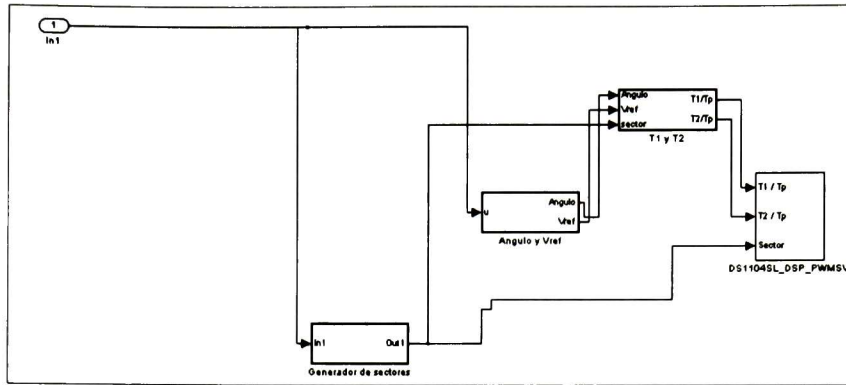 1
In1
Angulo
Vref
sector
T1/Tp
T2/Tp
T1 y T2
u
Angulo
Vref
Angulo y Vref
T1 / Tp
T2 / Tp
Sector
DS1104SL_DSP_PWMSV
In1
Out1
Generador de sectores